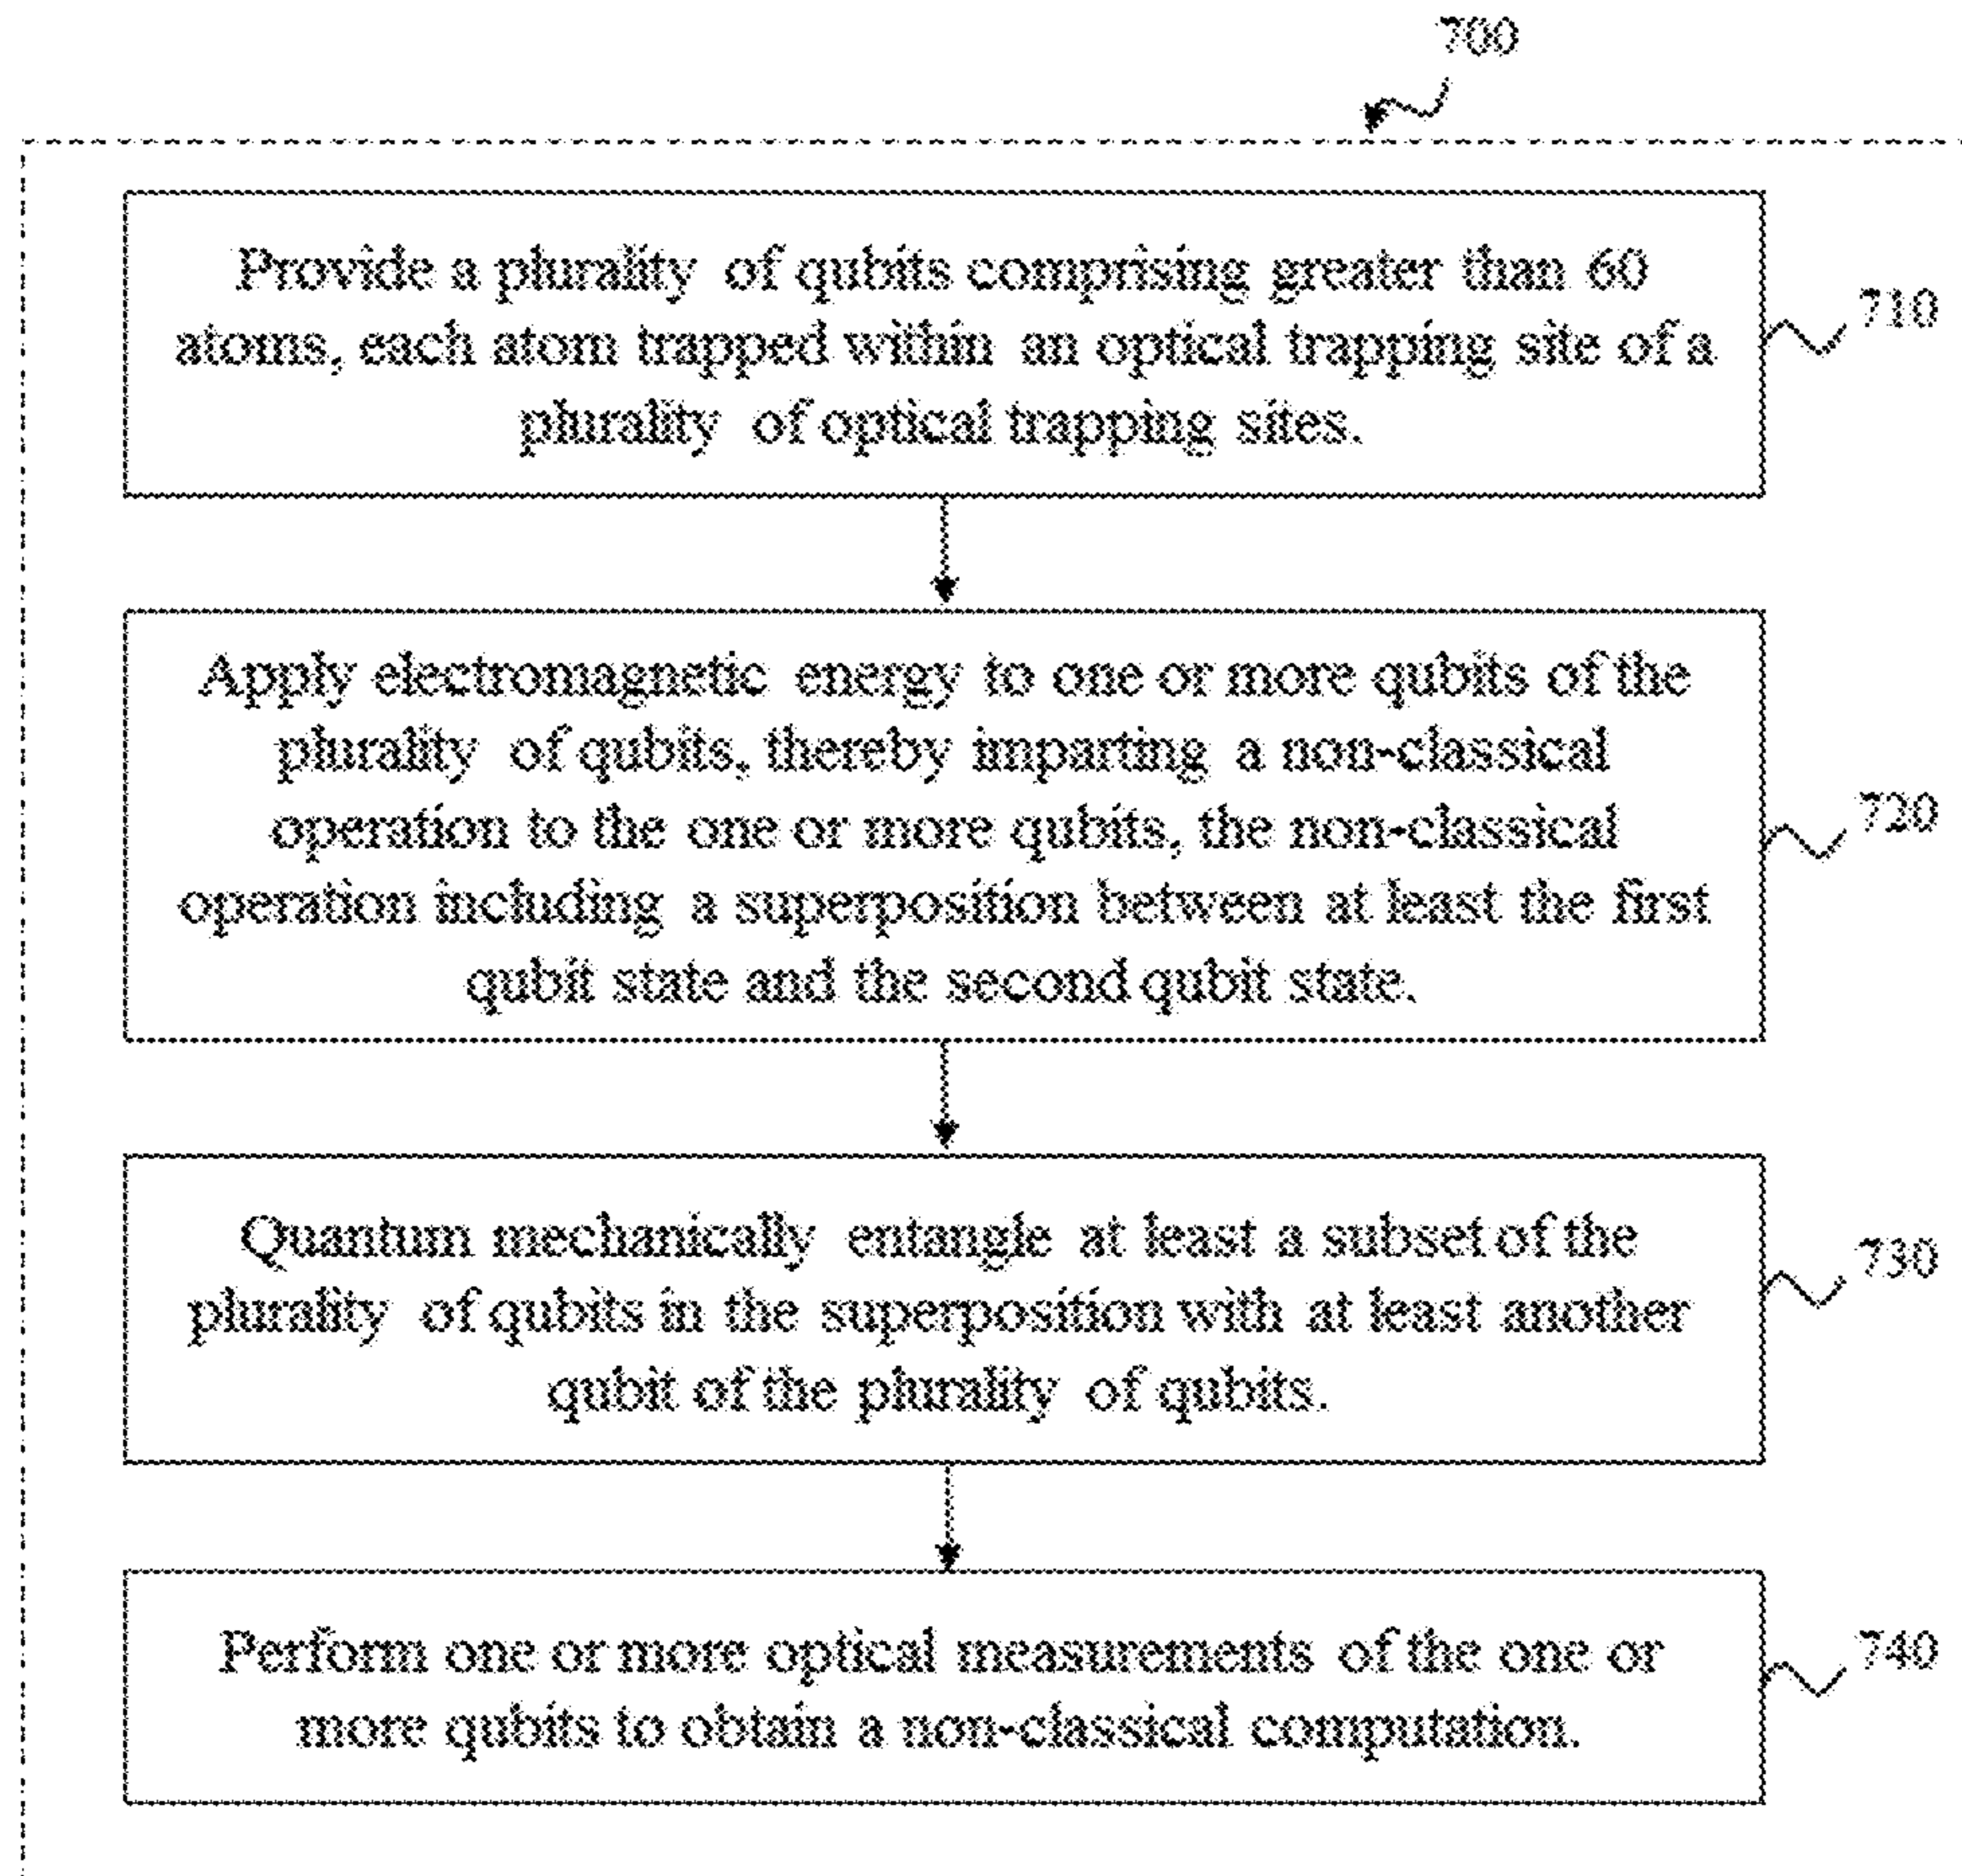 700
Provide a plurality of qubits comprising greater than 60
atoms, each atom trapped within an optical trapping site of a
plurality of optical trapping sites.
710
Apply electromagnetic energy to one or more qubits of the
plurality of qubits, thereby imparting a non-classical
operation to the one or more qubits, the non-classical
operation including a superposition between at least the first
qubit state and the second qubit state.
720
Quantum mechanically entangle at least a subset of the
plurality of qubits in the superposition with at least another
qubit of the plurality of qubits.
730
Perform one or more optical measurements of the one or
more qubits to obtain a non-classical computation.
740